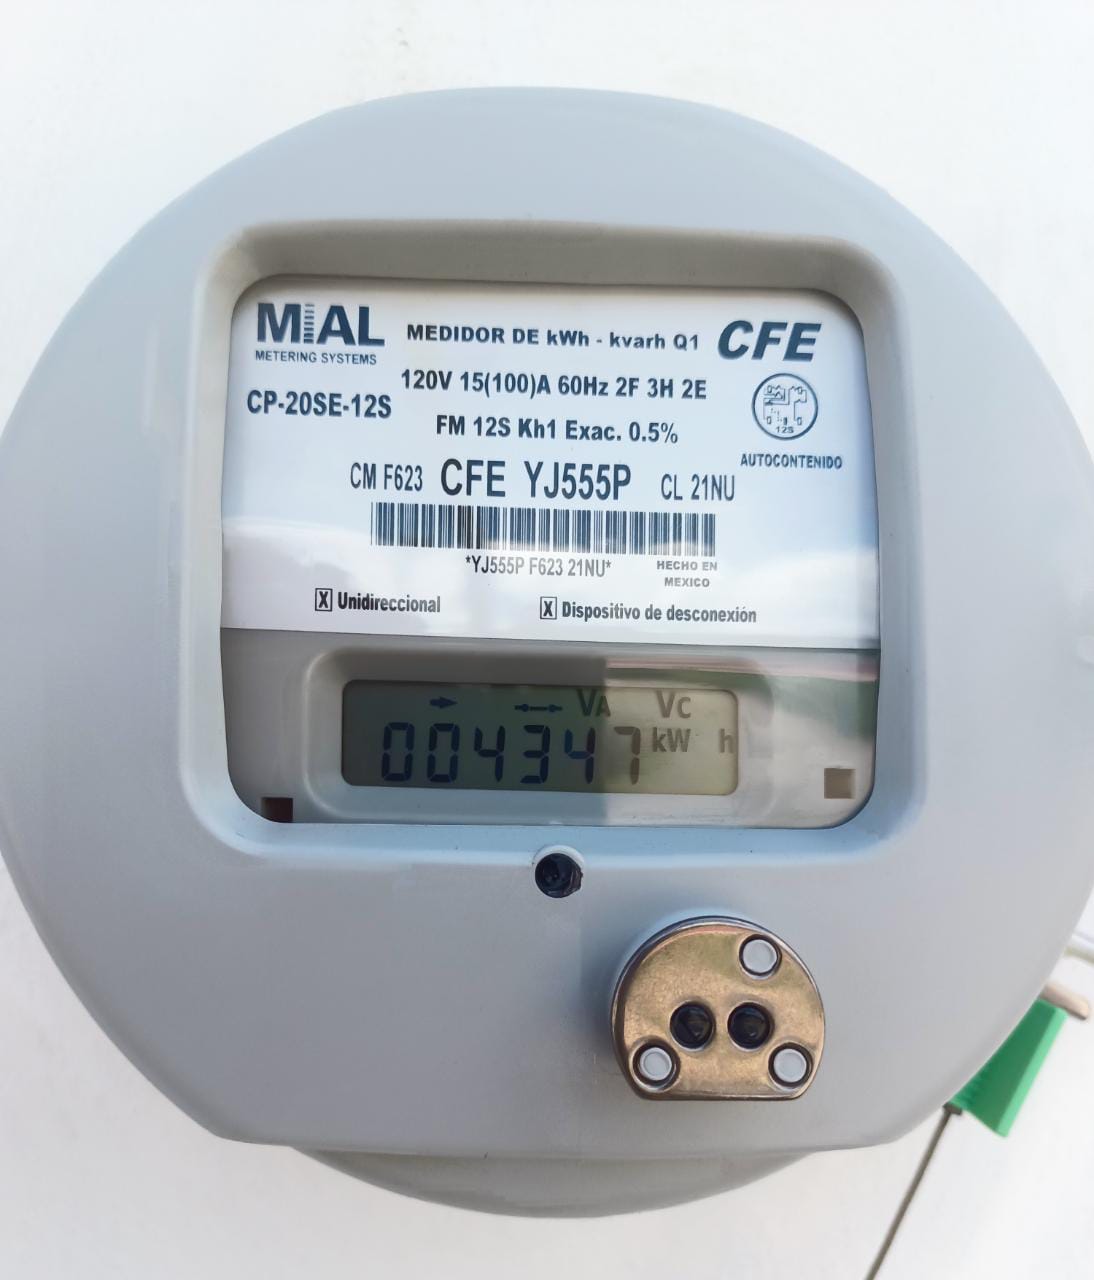 MIAL
METERING SYSTEMS
MEDIDOR DE kWh - kvarh Q1
CFE
CP-20SE-12S
120V 15(100)A 60Hz 2F 3H 2E
FM 12S Kh1 Exac. 0.5%
12S
AUTOCONTENIDO
CM F623 CFE YJ555P CL 21NU
*YJ555P F623 21NU*
HECHO EN
MEXICO
X Unidireccional
X Dispositivo de desconexión
VA VC
004347 kW h